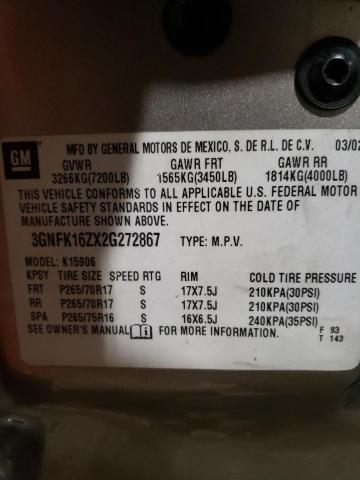 GM
MFD BY GENERAL MOTORS DE MEXICO, S. DE R.L. DE C.V. 03/02
GVWR GAWR FRT GAWR RR
3266KG(7200LB) 1565KG(3450LB) 1814KG(4000LB)
THIS VEHICLE CONFORMS TO ALL APPLICABLE U.S. FEDERAL MOTOR
VEHICLE SAFETY STANDARDS IN EFFECT ON THE DATE OF
MANUFACTURE SHOWN ABOVE.
3GNFK16ZX2G272867 TYPE: M.P.V.
MODEL: K15906
KPSY TIRE SIZE SPEED RTG RIM COLD TIRE PRESSURE
FRT P265/70R17 S 17X7.5J 210KPA(30PSI)
RR P265/70R17 S 17X7.5J 210KPA(30PSI)
SPA P265/75R16 S 16X6.5J 240KPA(35PSI)
SEE OWNER'S MANUAL FOR MORE INFORMATION. F 93
T 143